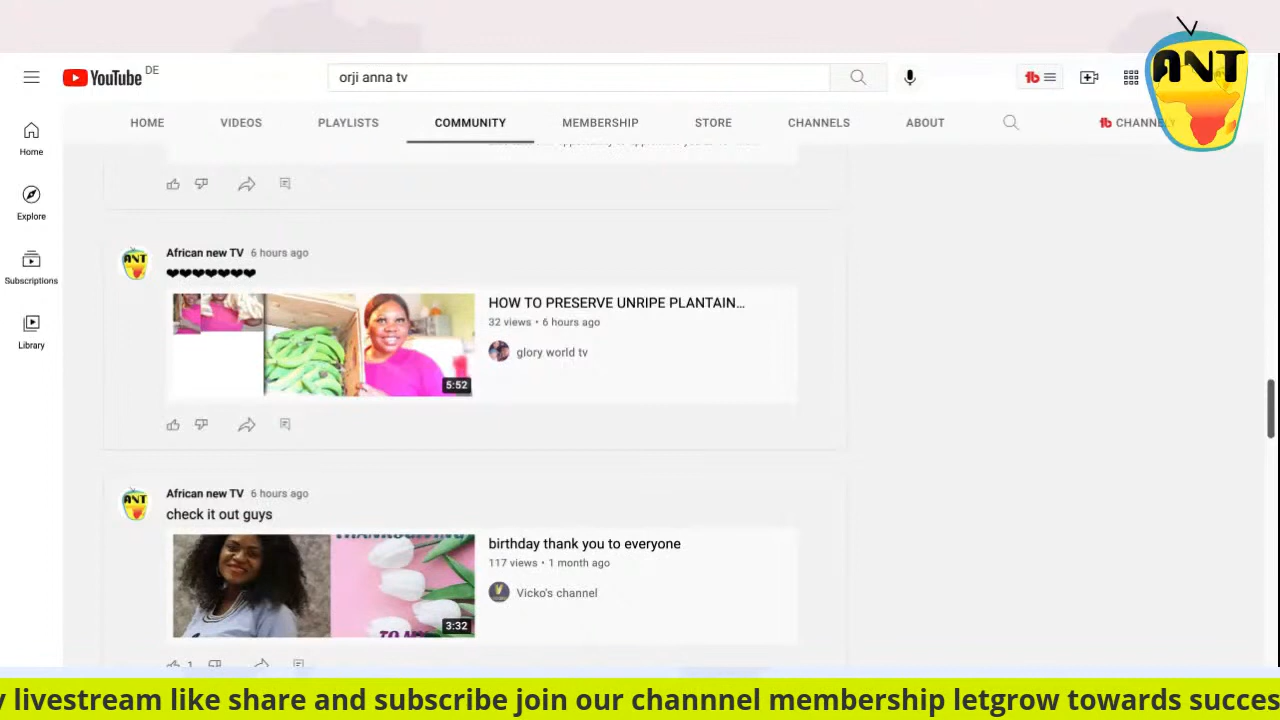 YouTube DE
orji anna tv
ANT
HOME VIDEOS PLAYLISTS COMMUNITY MEMBERSHIP STORE CHANNELS ABOUT
Home
Explore
Subscriptions
Library
African new TV 6 hours ago
ANT
HOW TO PRESERVE UNRIPE PLANTAIN...
32 views • 6 hours ago
glory world tv
5:52
African new TV 6 hours ago
ANT
check it out guys
birthday thank you to everyone
117 views • 1 month ago
Vicko's channel
3:32
1
livestream like share and subscribe join our channnel membership letgrow towards